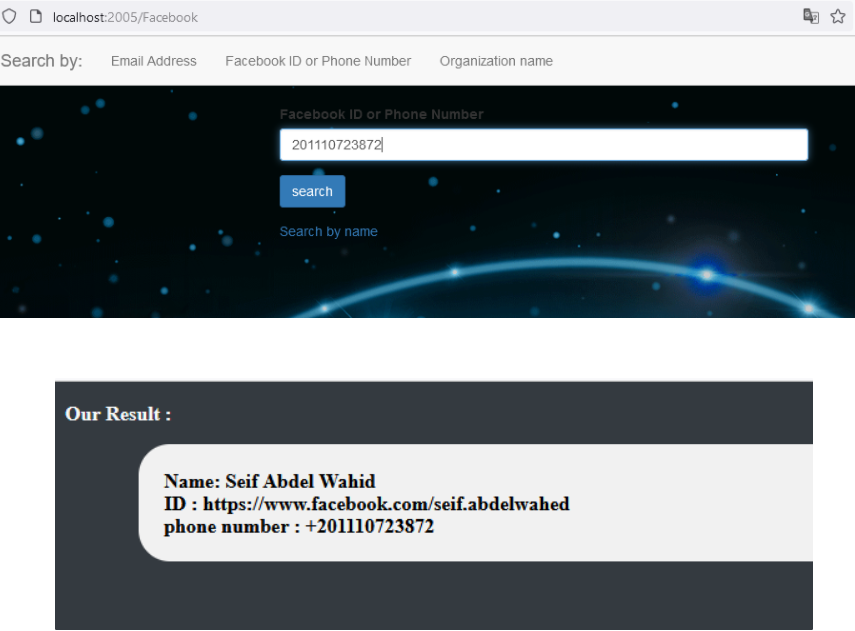 localhost:2005/Facebook
Search by: Email Address Facebook ID or Phone Number Organization name
Facebook ID or Phone Number
201110723872
search
Search by name
Our Result :
Name: Seif Abdel Wahid
ID : https://www.facebook.com/seif.abdelwahed
phone number : +201110723872